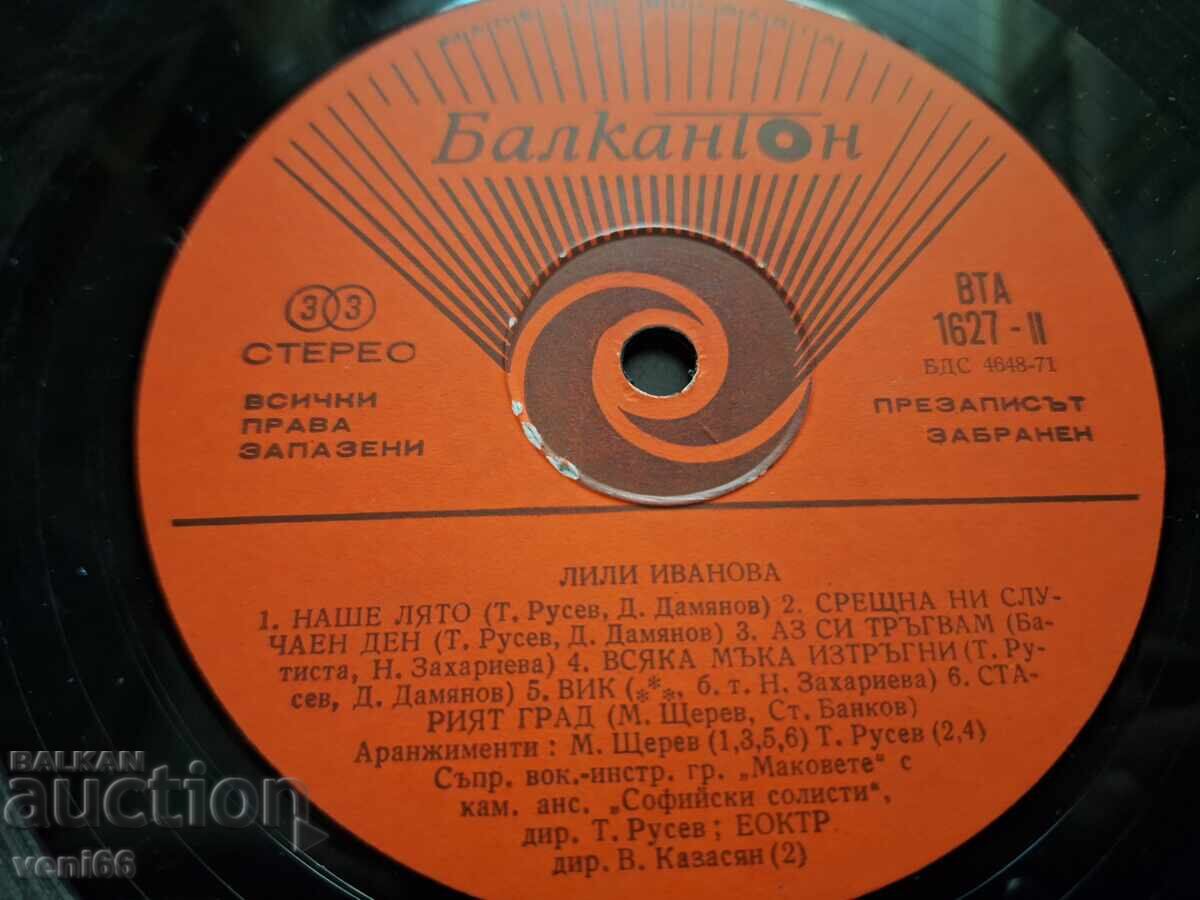 Балкантон
33
СТЕРЕО
ВСИЧКИ
ПРАВА
ЗАПАЗЕНИ
ВТА
1627 - II
БДС 4648-71
ПРЕЗАПИСЪТ
ЗАБРАНЕН
ЛИЛИ ИВАНОВА
1. НАШЕ ЛЯТО (Т. Русев, Д. Дамянов) 2. СРЕЩНА НИ СЛУ-
ЧАЕН ДЕН (Т. Русев, Д. Дамянов) 3. АЗ СИ ТРЪГВАМ (Ба-
тиста, Н. Захариева) 4. ВСЯКА МЪКА ИЗТРЪГНИ (Т. Ру-
сев, Д. Дамянов) 5. ВИК (***, б. т. Н. Захариева) 6. СТА-
РИЯТ ГРАД (М. Щерев, Ст. Банков)
Аранжименти : М. Щерев (1,3,5,6) Т. Русев (2,4)
Съпр. вок.-инстр. гр. „Маковете“ с
кам. анс. „Софийски солисти“,
дир. Т. Русев ; ЕОКТР
дир. В. Казасян (2)
BALKAN
auction
veni66